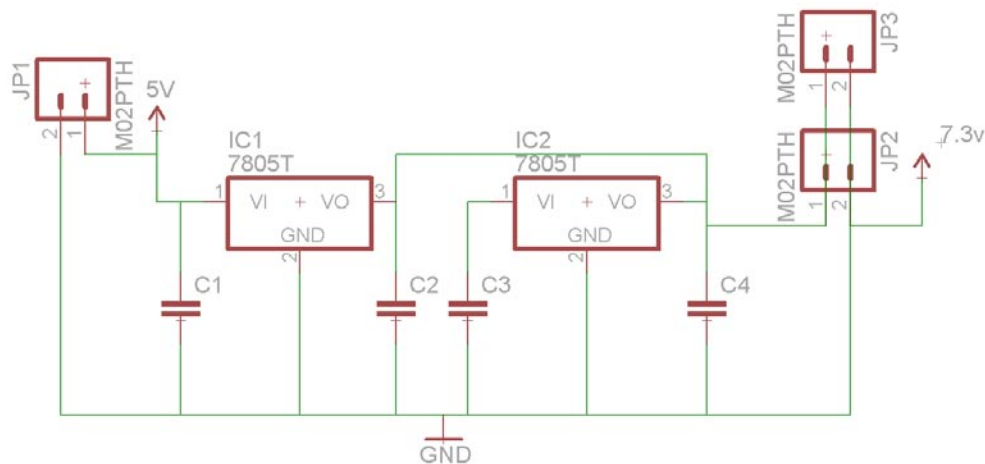 JP1
M02PTH
2
1
5V
IC1
7805T
1
VI
VO
3
GND
2
IC2
7805T
1
VI
VO
3
GND
2
JP3
M02PTH
1
2
JP2
M02PTH
1
2
7.3v
C1
C2
C3
C4
GND